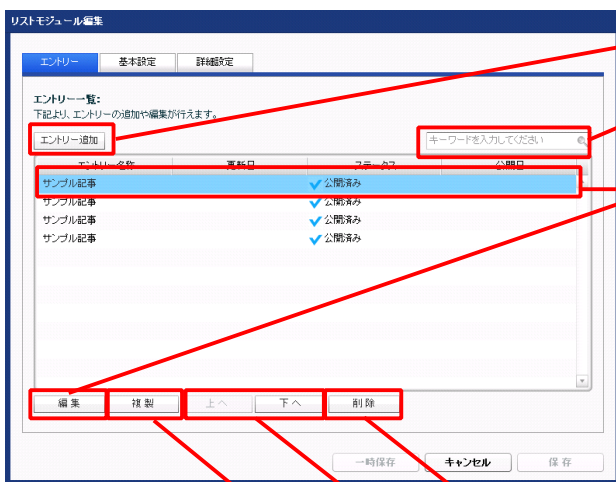 リストモジュール編集
エントリー 基本設定 詳細設定
エントリー一覧:
下記より、エントリーの追加や編集が行えます。
エントリー追加 キーワードを入力してください
エントリー名称 更新日 ステータス 公開日
サンプル記事 公開済み
サンプル記事 公開済み
サンプル記事 公開済み
サンプル記事 公開済み
編集 複製 上へ 下へ 削除
一時保存 キャンセル 保存